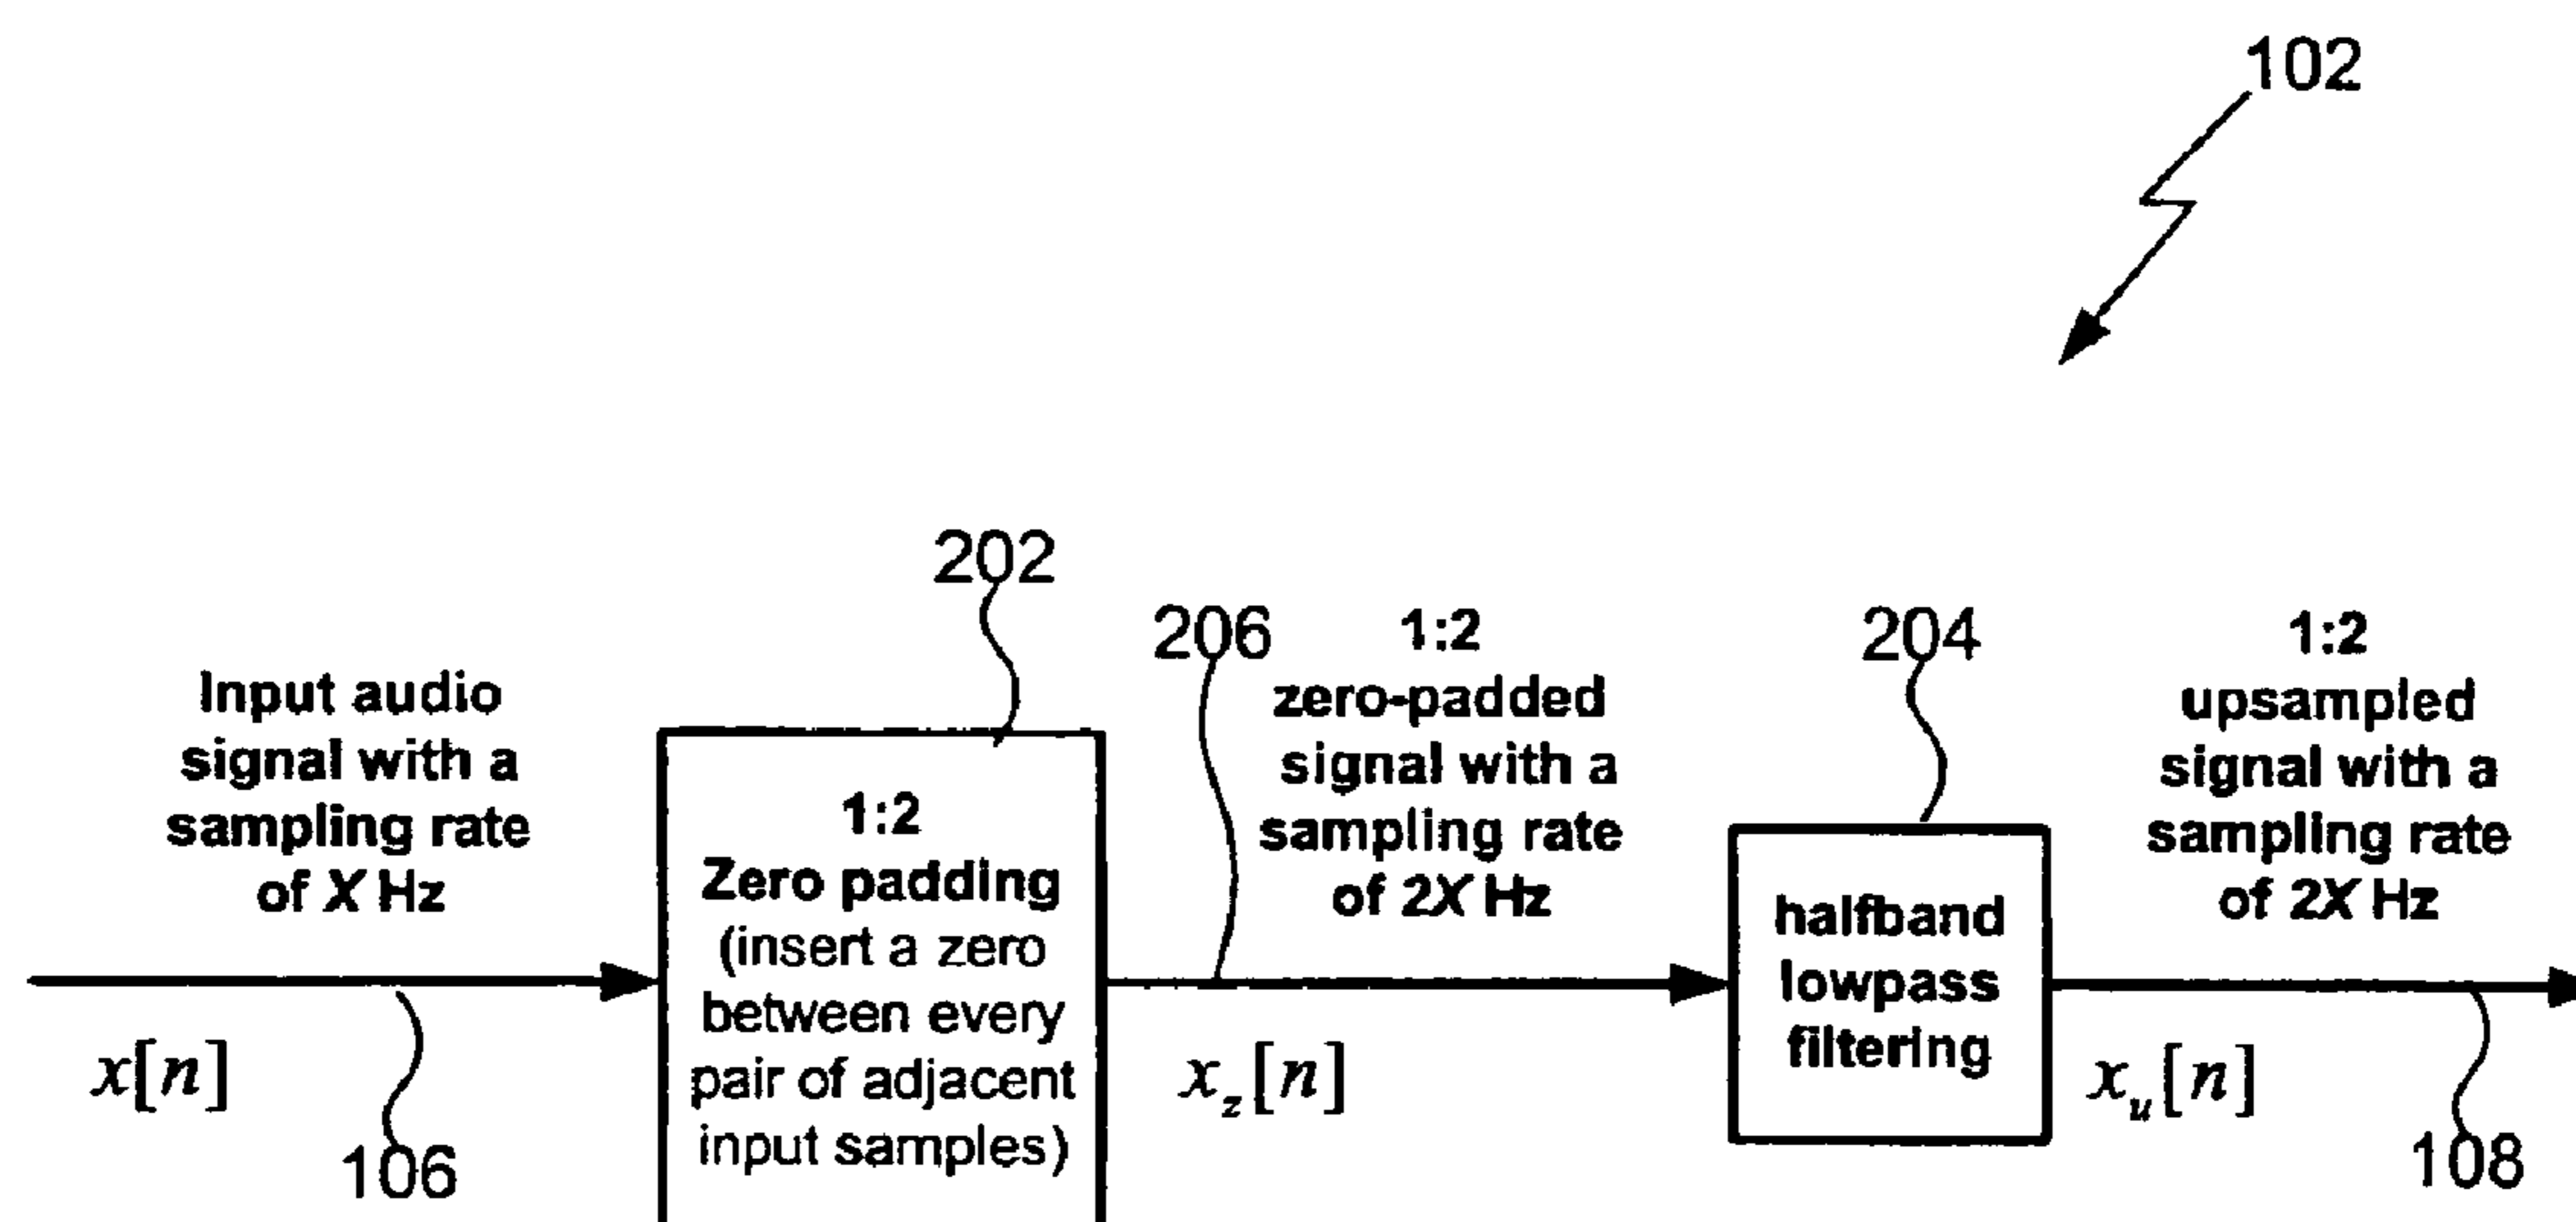 102
202
206
204
Input audio
signal with a
sampling rate
of X Hz
1:2
Zero padding
(insert a zero
between every
pair of adjacent
input samples)
1:2
zero-padded
signal with a
sampling rate
of 2X Hz
halfband
lowpass
filtering
1:2
upsampled
signal with a
sampling rate
of 2X Hz
x[n]
x_z[n]
x_u[n]
106
108